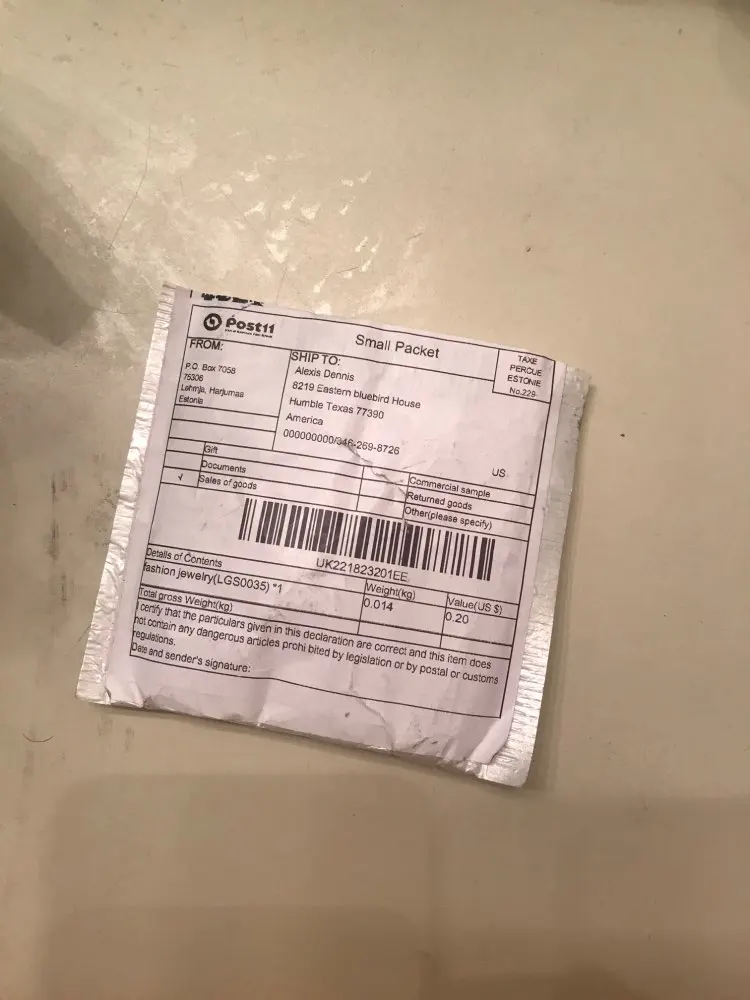 Post11
Small Packet
TAXE
PERCUE
ESTONIE
No.229
FROM:
P.O. Box 7058
75306
Lehmja, Harjumaa
Estonia
SHIP TO:
Alexis Dennis
8219 Eastern bluebird House
Humble Texas 77390
America
000000000/346-269-8726
US
Gift
Documents
√ Sales of goods
Commercial sample
Returned goods
Other(please specify)
UK221823201EE
Details of Contents
Weight(kg)
Value(US $)
fashion jewelry(LGS0035) *1
0.014
0.20
Total gross Weight(kg)
I certify that the particulars given in this declaration are correct and this item does
not contain any dangerous articles prohi bited by legislation or by postal or customs
regulations.
Date and sender's signature: